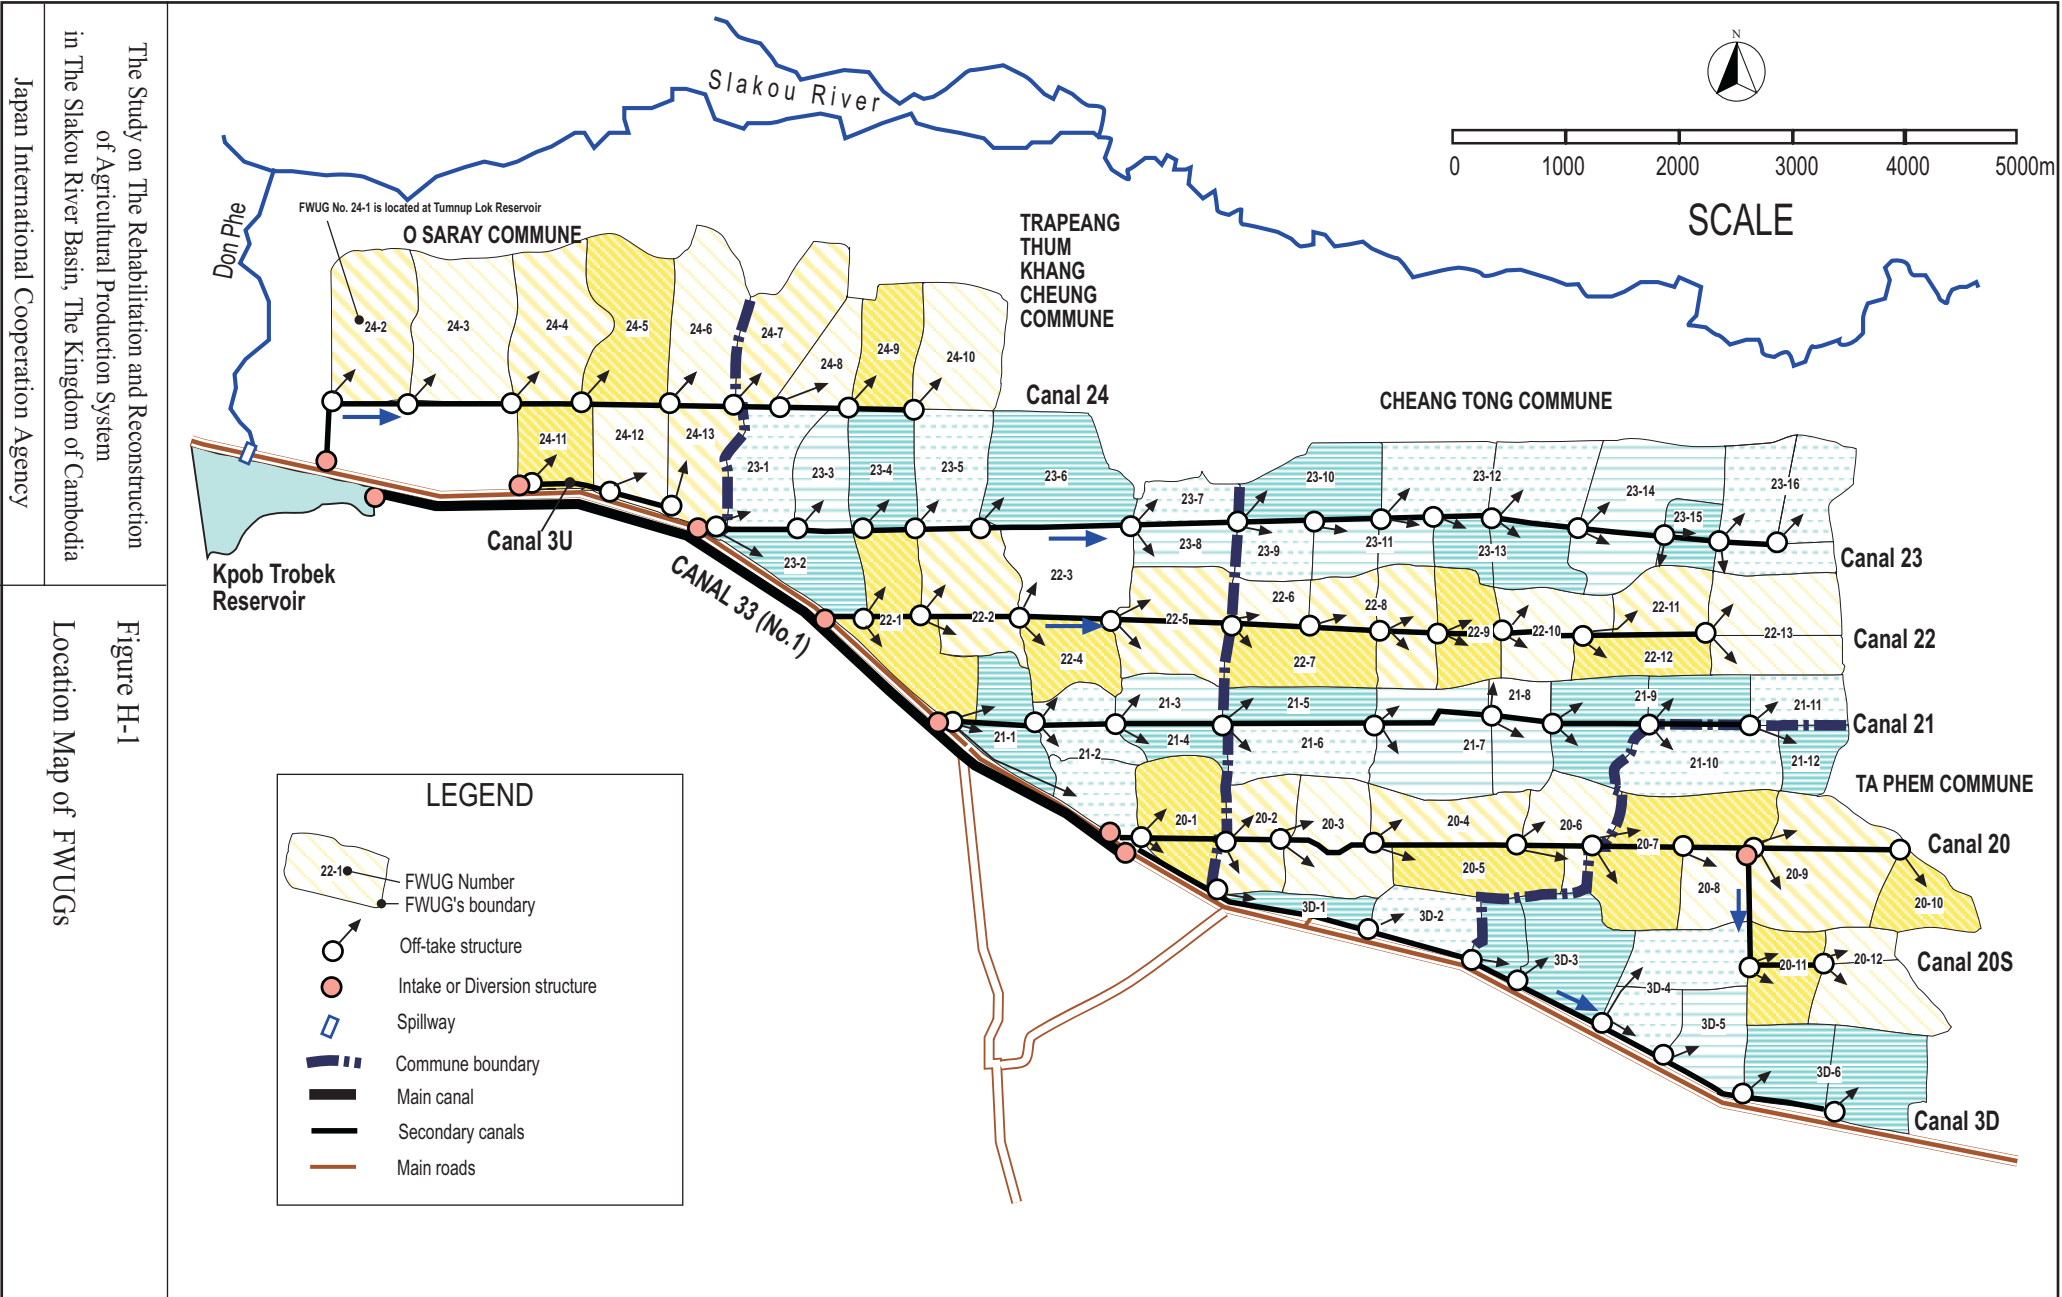 The Study on The Rehabilitation and Reconstruction
of Agricultural Production System
in The Slakou River Basin, The Kingdom of Cambodia
Japan International Cooperation Agency
Figure H-1
Location Map of FWUGs
Slakou River
N
0 1000 2000 3000 4000 5000m
SCALE
Don Phe
FWUG No. 24-1 is located at Tumnup Lok Reservoir
O SARAY COMMUNE
TRAPEANG
THUM
KHANG
CHEUNG
COMMUNE
CHEANG TONG COMMUNE
TA PHEM COMMUNE
24-2
24-3
24-4
24-5
24-6
24-7
24-8
24-9
24-10
Canal 24
24-11
24-12
24-13
Canal 3U
Kpob Trobek
Reservoir
CANAL 33 (No.1)
23-1
23-2
23-3
23-4
23-5
23-6
23-7
23-8
23-9
23-10
23-11
23-12
23-13
23-14
23-15
23-16
Canal 23
22-1
22-2
22-3
22-4
22-5
22-6
22-7
22-8
22-9
22-10
22-11
22-12
22-13
Canal 22
21-1
21-2
21-3
21-4
21-5
21-6
21-7
21-8
21-9
21-10
21-11
21-12
Canal 21
20-1
20-2
20-3
20-4
20-5
20-6
20-7
20-8
20-9
20-10
Canal 20
20-11
20-12
Canal 20S
3D-1
3D-2
3D-3
3D-4
3D-5
3D-6
Canal 3D
LEGEND
22-1
FWUG Number
FWUG's boundary
Off-take structure
Intake or Diversion structure
Spillway
Commune boundary
Main canal
Secondary canals
Main roads